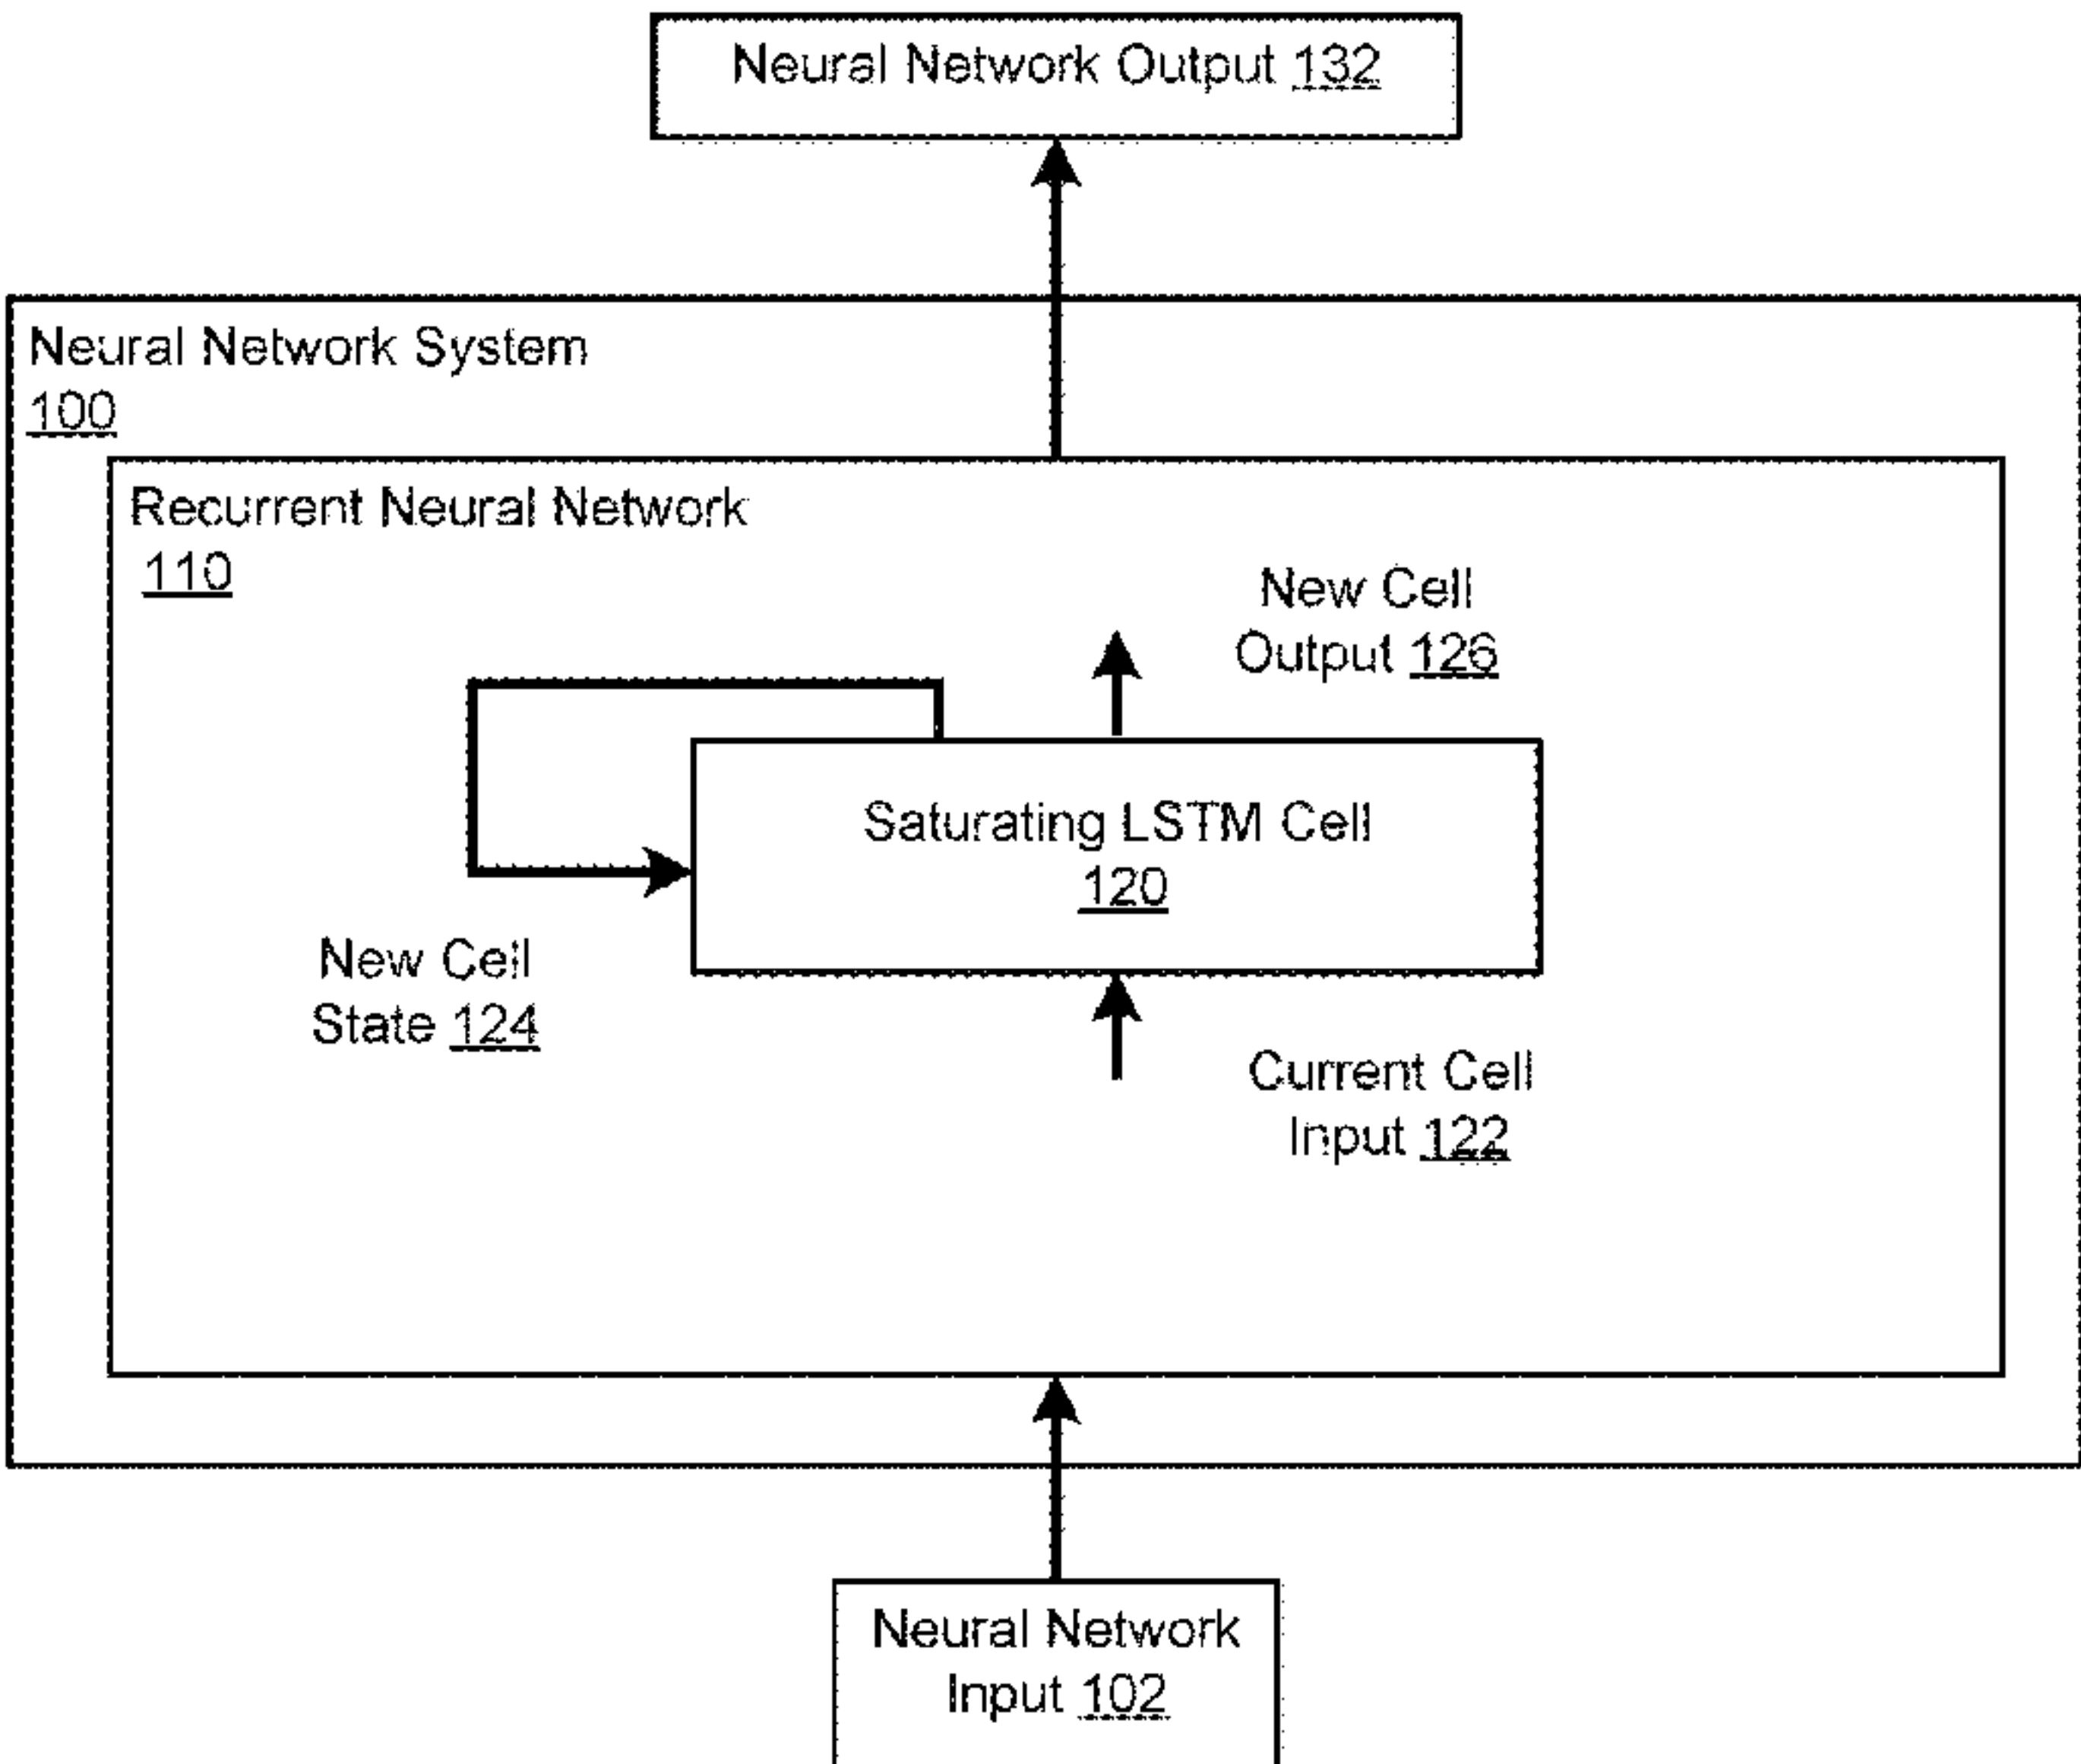 Neural Network Output 132
Neural Network System
100
Recurrent Neural Network
110
New Cell
Output 126
Saturating LSTM Cell
120
New Cell
State 124
Current Cell
Input 122
Neural Network
Input 102